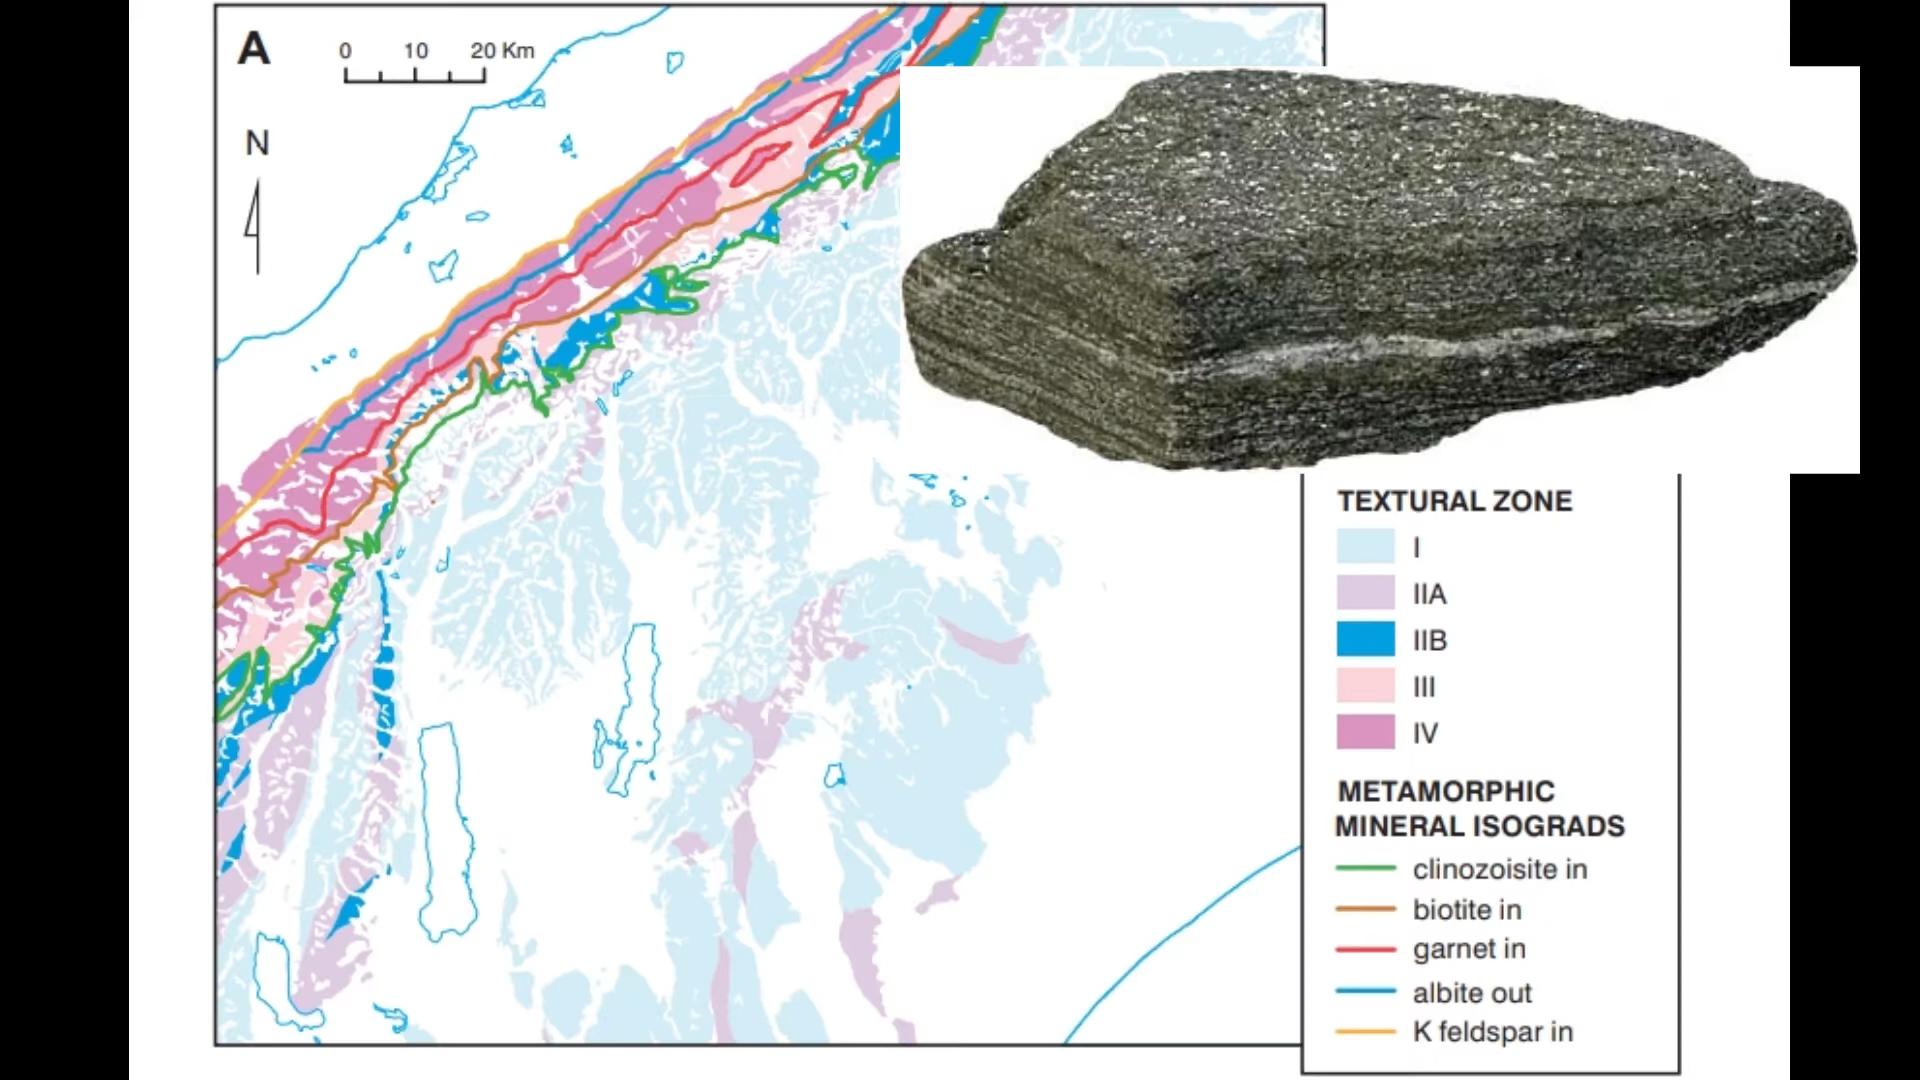 A
0 10 20 Km
N
TEXTURAL ZONE
I
IIA
IIB
III
IV
METAMORPHIC
MINERAL ISOGRADS
clinozoisite in
biotite in
garnet in
albite out
K feldspar in